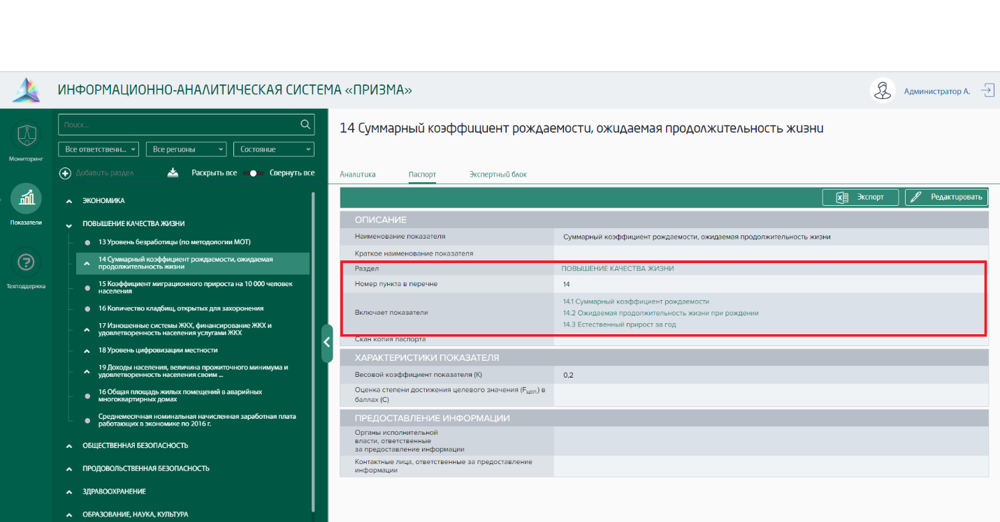 ИНФОРМАЦИОННО-АНАЛИТИЧЕСКАЯ СИСТЕМА «ПРИЗМА»
Администратор А.
Мониторинг
Показатели
Техподдержка
Поиск...
Все ответственн...
Все регионы
Состояние
Добавить раздел
Раскрыть все
Свернуть все
ЭКОНОМИКА
ПОВЫШЕНИЕ КАЧЕСТВА ЖИЗНИ
13 Уровень безработицы (по методологии МОТ)
14 Суммарный коэффициент рождаемости, ожидаемая
продолжительность жизни
15 Коэффициент миграционного прироста на 10 000 человек
населения
16 Количество кладбищ, открытых для захоронения
17 Изношенные системы ЖКХ, финансирование ЖКХ и
удовлетворенность населения услугами ЖКХ
18 Уровень цифровизации местности
19 Доходы населения, величина прожиточного минимума и
удовлетворенность населения своим ...
16 Общая площадь жилых помещений в аварийных
многоквартирных домах
Среднемесячная номинальная начисленная заработная плата
работающих в экономике по 2016 г.
ОБЩЕСТВЕННАЯ БЕЗОПАСНОСТЬ
ПРОДОВОЛЬСТВЕННАЯ БЕЗОПАСНОСТЬ
ЗДРАВООХРАНЕНИЕ
ОБРАЗОВАНИЕ, НАУКА, КУЛЬТУРА
14 Суммарный коэффициент рождаемости, ожидаемая продолжительность жизни
Аналитика
Паспорт
Экспертный блок
Экспорт
Редактировать
ОПИСАНИЕ
Наименование показателя
Суммарный коэффициент рождаемости, ожидаемая продолжительность жизни
Краткое наименование показателя
Раздел
ПОВЫШЕНИЕ КАЧЕСТВА ЖИЗНИ
Номер пункта в перечне
14
Включает показатели
14.1 Суммарный коэффициент рождаемости
14.2 Ожидаемая продолжительность жизни при рождении
14.3 Естественный прирост за год
Скан копия паспорта
ХАРАКТЕРИСТИКИ ПОКАЗАТЕЛЯ
Весовой коэффициент показателя (К)
0,2
Оценка степени достижения целевого значения (Fцел.) в
баллах (С)
ПРЕДОСТАВЛЕНИЕ ИНФОРМАЦИИ
Органы исполнительной
власти, ответственные
за предоставление информации
Контактные лица, ответственные за предоставление
информации